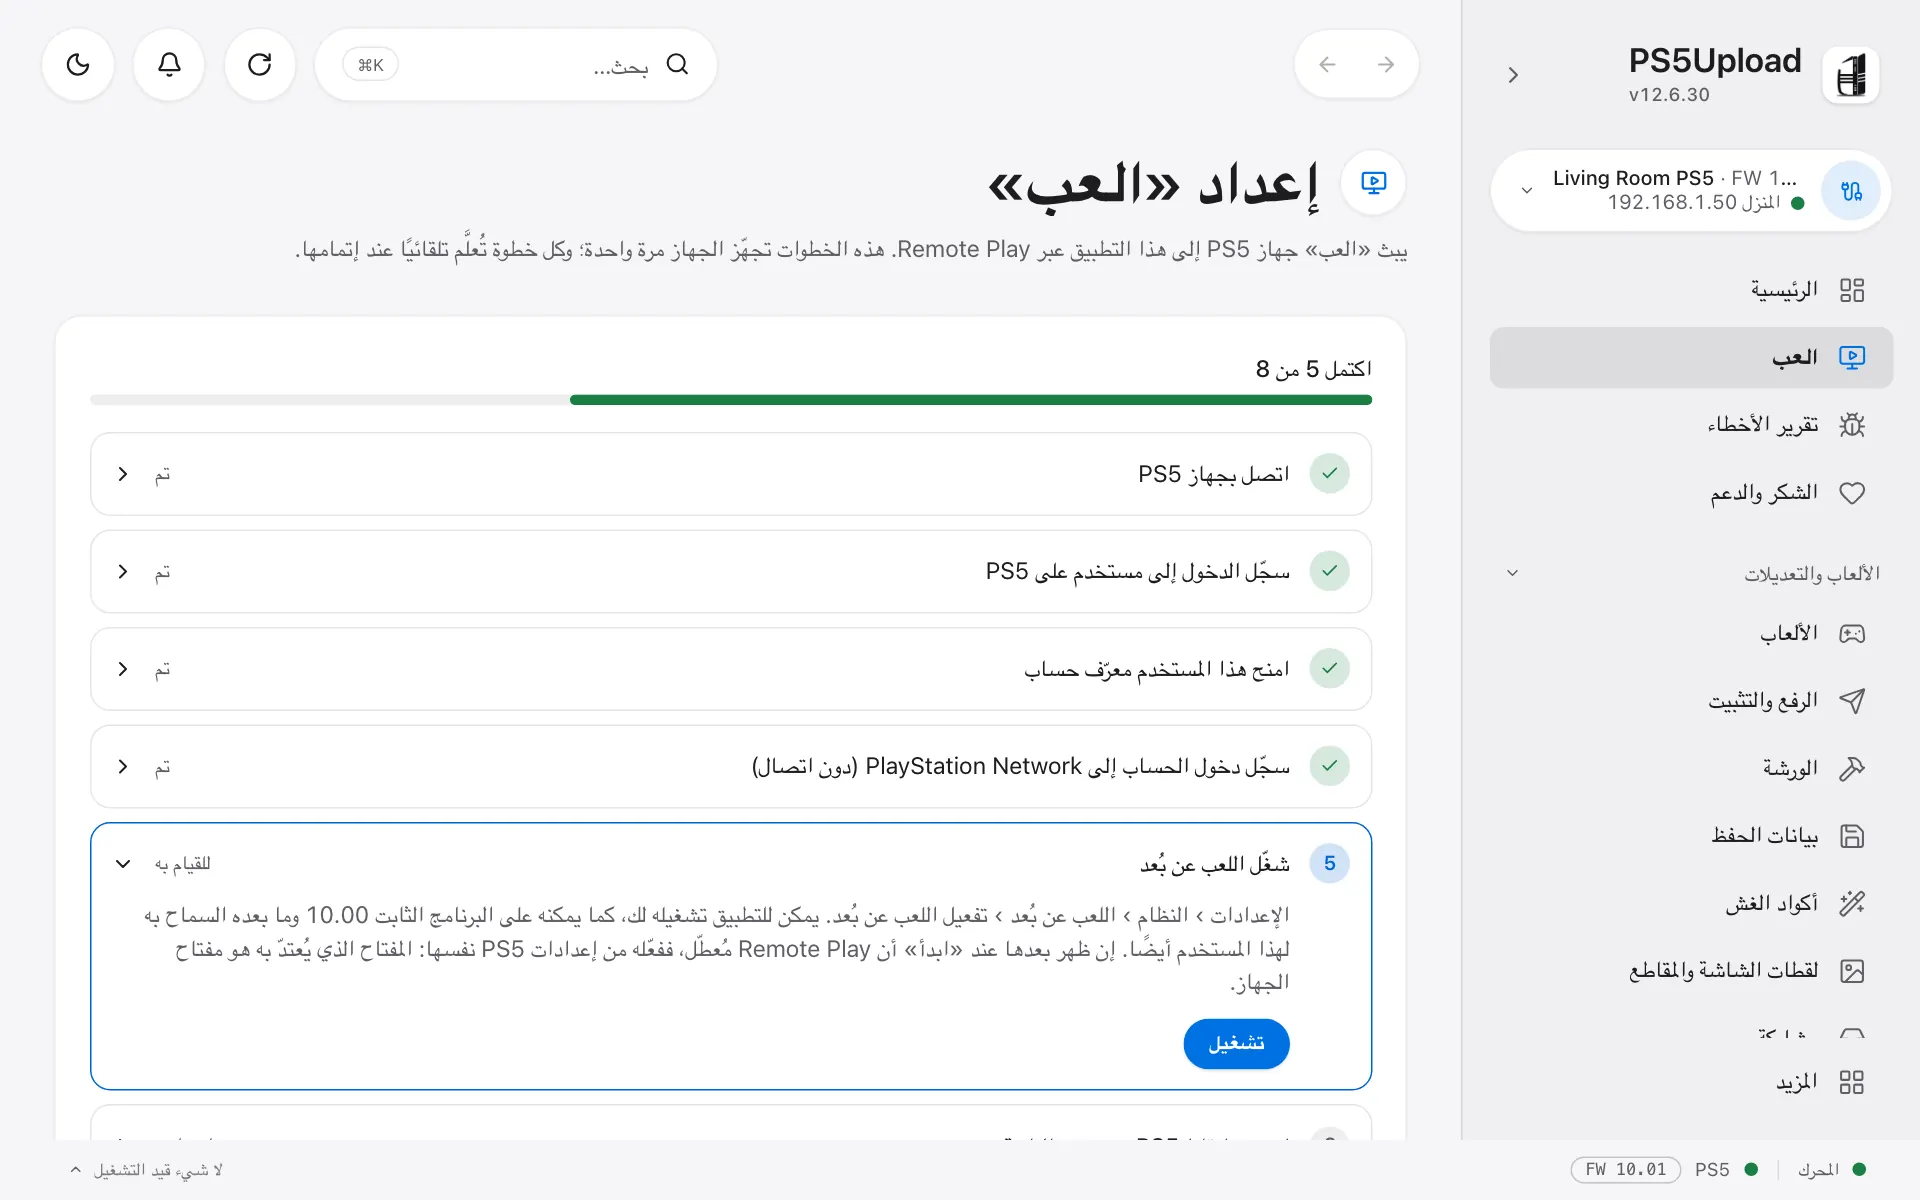 PS5Upload
v12.6.30
Living Room PS5 · FW 1...
المنزل 192.168.1.50
الرئيسية
العب
تقرير الأخطاء
الشكر والدعم
الألعاب والتعديلات
الألعاب
الرفع والتثبيت
الورشة
بيانات الحفظ
أكواد الغش
لقطات الشاشة والمقاطع
المزيد
بحث...
⌘K
إعداد «العب»
يبث «العب» جهاز PS5 إلى هذا التطبيق عبر Remote Play. هذه الخطوات تجهّز الجهاز مرة واحدة؛ وكل خطوة تُعلَّم تلقائيًا عند إتمامها.
اكتمل 5 من 8
اتصل بجهاز PS5
تم
سجّل الدخول إلى مستخدم على PS5
تم
امنح هذا المستخدم معرّف حساب
تم
سجّل دخول الحساب إلى PlayStation Network (دون اتصال)
تم
5
شغّل اللعب عن بُعد
للقيام به
الإعدادات › النظام › اللعب عن بُعد › تفعيل اللعب عن بُعد. يمكن للتطبيق تشغيله لك، كما يمكنه على البرنامج الثابت 10.00 وما بعده السماح به
لهذا المستخدم أيضًا. إن ظهر بعدها عند «ابدأ» أن Remote Play مُعطّل، ففعّله من إعدادات PS5 نفسها: المفتاح الذي يُعتدّ به هو مفتاح
الجهاز.
تشغيل
المحرك
PS5
FW 10.01
لا شيء قيد التشغيل